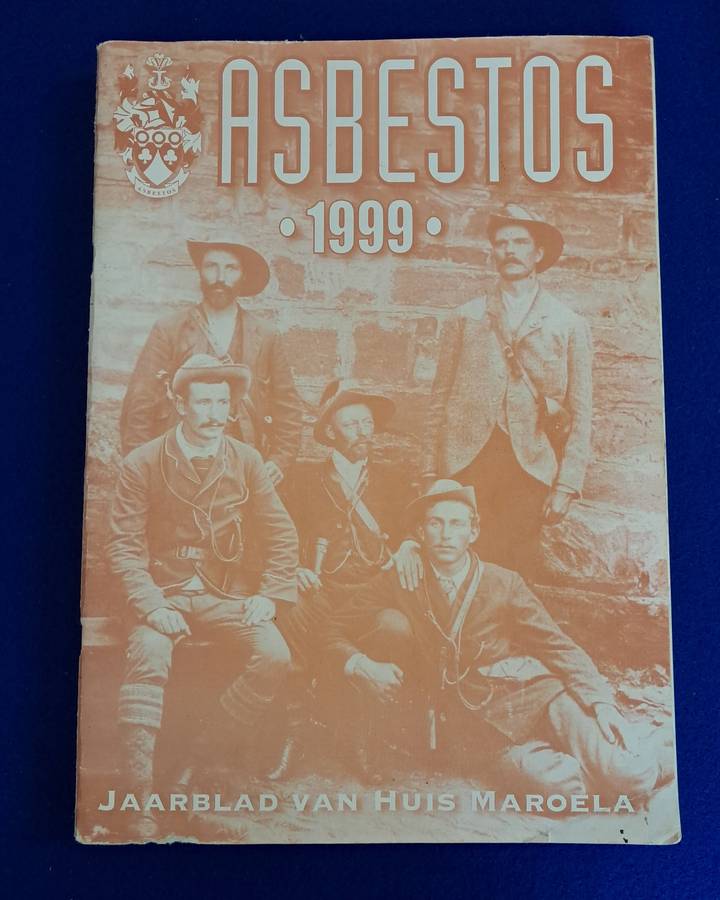 ASBESTOS
ASBESTOS
• 1999 •
JAARBLAD VAN HUIS MAROELA